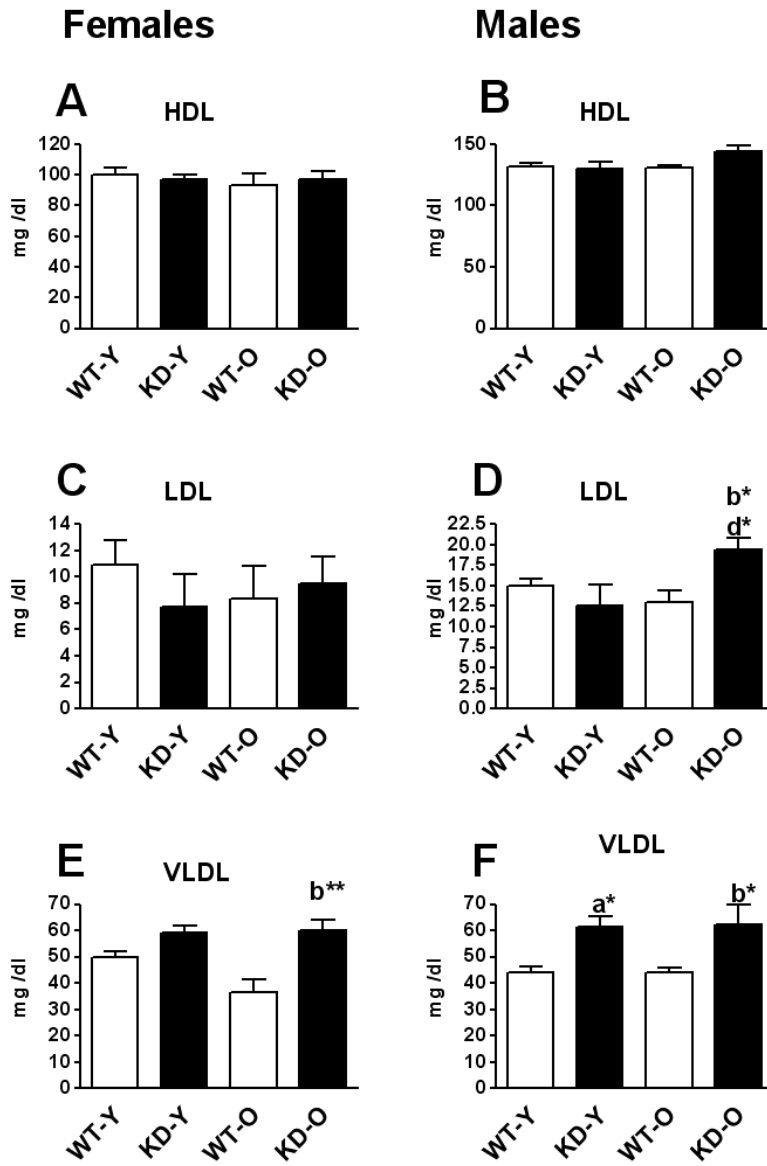 Females
Males
A
HDL
mg /dl
120
100
80
60
40
20
0
WT-Y
KD-Y
WT-O
KD-O
B
HDL
mg /dl
150
100
50
0
WT-Y
KD-Y
WT-O
KD-O
C
LDL
mg /dl
14
12
10
8
6
4
2
0
WT-Y
KD-Y
WT-O
KD-O
D
LDL
b*
d*
mg /dl
22.5
20.0
17.5
15.0
12.5
10.0
7.5
5.0
2.5
0.0
WT-Y
KD-Y
WT-O
KD-O
E
VLDL
b**
mg /dl
70
60
50
40
30
20
10
0
WT-Y
KD-Y
WT-O
KD-O
F
VLDL
a*
b*
mg /dl
70
60
50
40
30
20
10
0
WT-Y
KD-Y
WT-O
KD-O